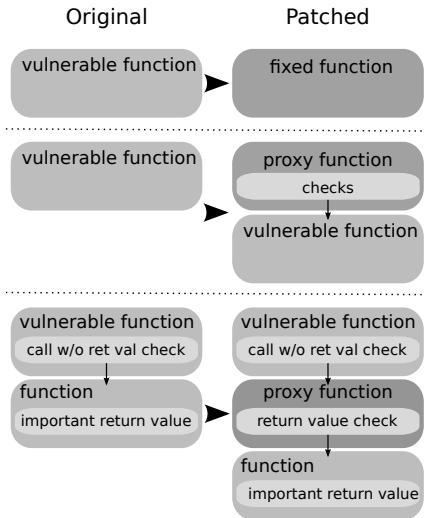 Original
Patched
vulnerable function
fixed function
vulnerable function
proxy function
checks
vulnerable function
vulnerable function
call w/o ret val check
function
important return value
vulnerable function
call w/o ret val check
proxy function
return value check
function
important return value